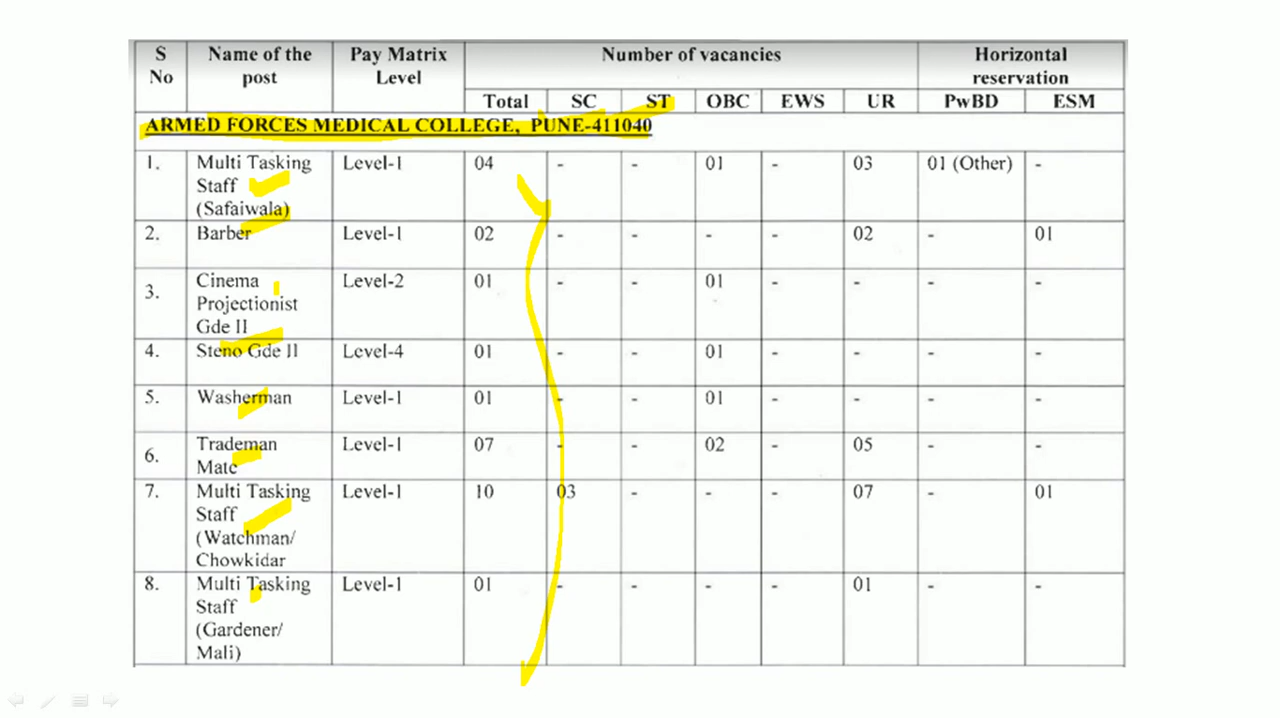 S No Name of the post Pay Matrix Level Number of vacancies Horizontal reservation
Total SC ST OBC EWS UR PwBD ESM
ARMED FORCES MEDICAL COLLEGE, PUNE-411040
1. Multi Tasking Staff (Safaiwala) Level-1 04 - - 01 - 03 01 (Other) -
2. Barber Level-1 02 - - - - 02 - 01
3. Cinema Projectionist Gde II Level-2 01 - - 01 - - - -
4. Steno Gde II Level-4 01 - - 01 - - - -
5. Washerman Level-1 01 - - 01 - - - -
6. Trademan Mate Level-1 07 - - 02 - 05 - -
7. Multi Tasking Staff (Watchman/ Chowkidar Level-1 10 03 - - - 07 - 01
8. Multi Tasking Staff (Gardener/ Mali) Level-1 01 - - - - 01 - -